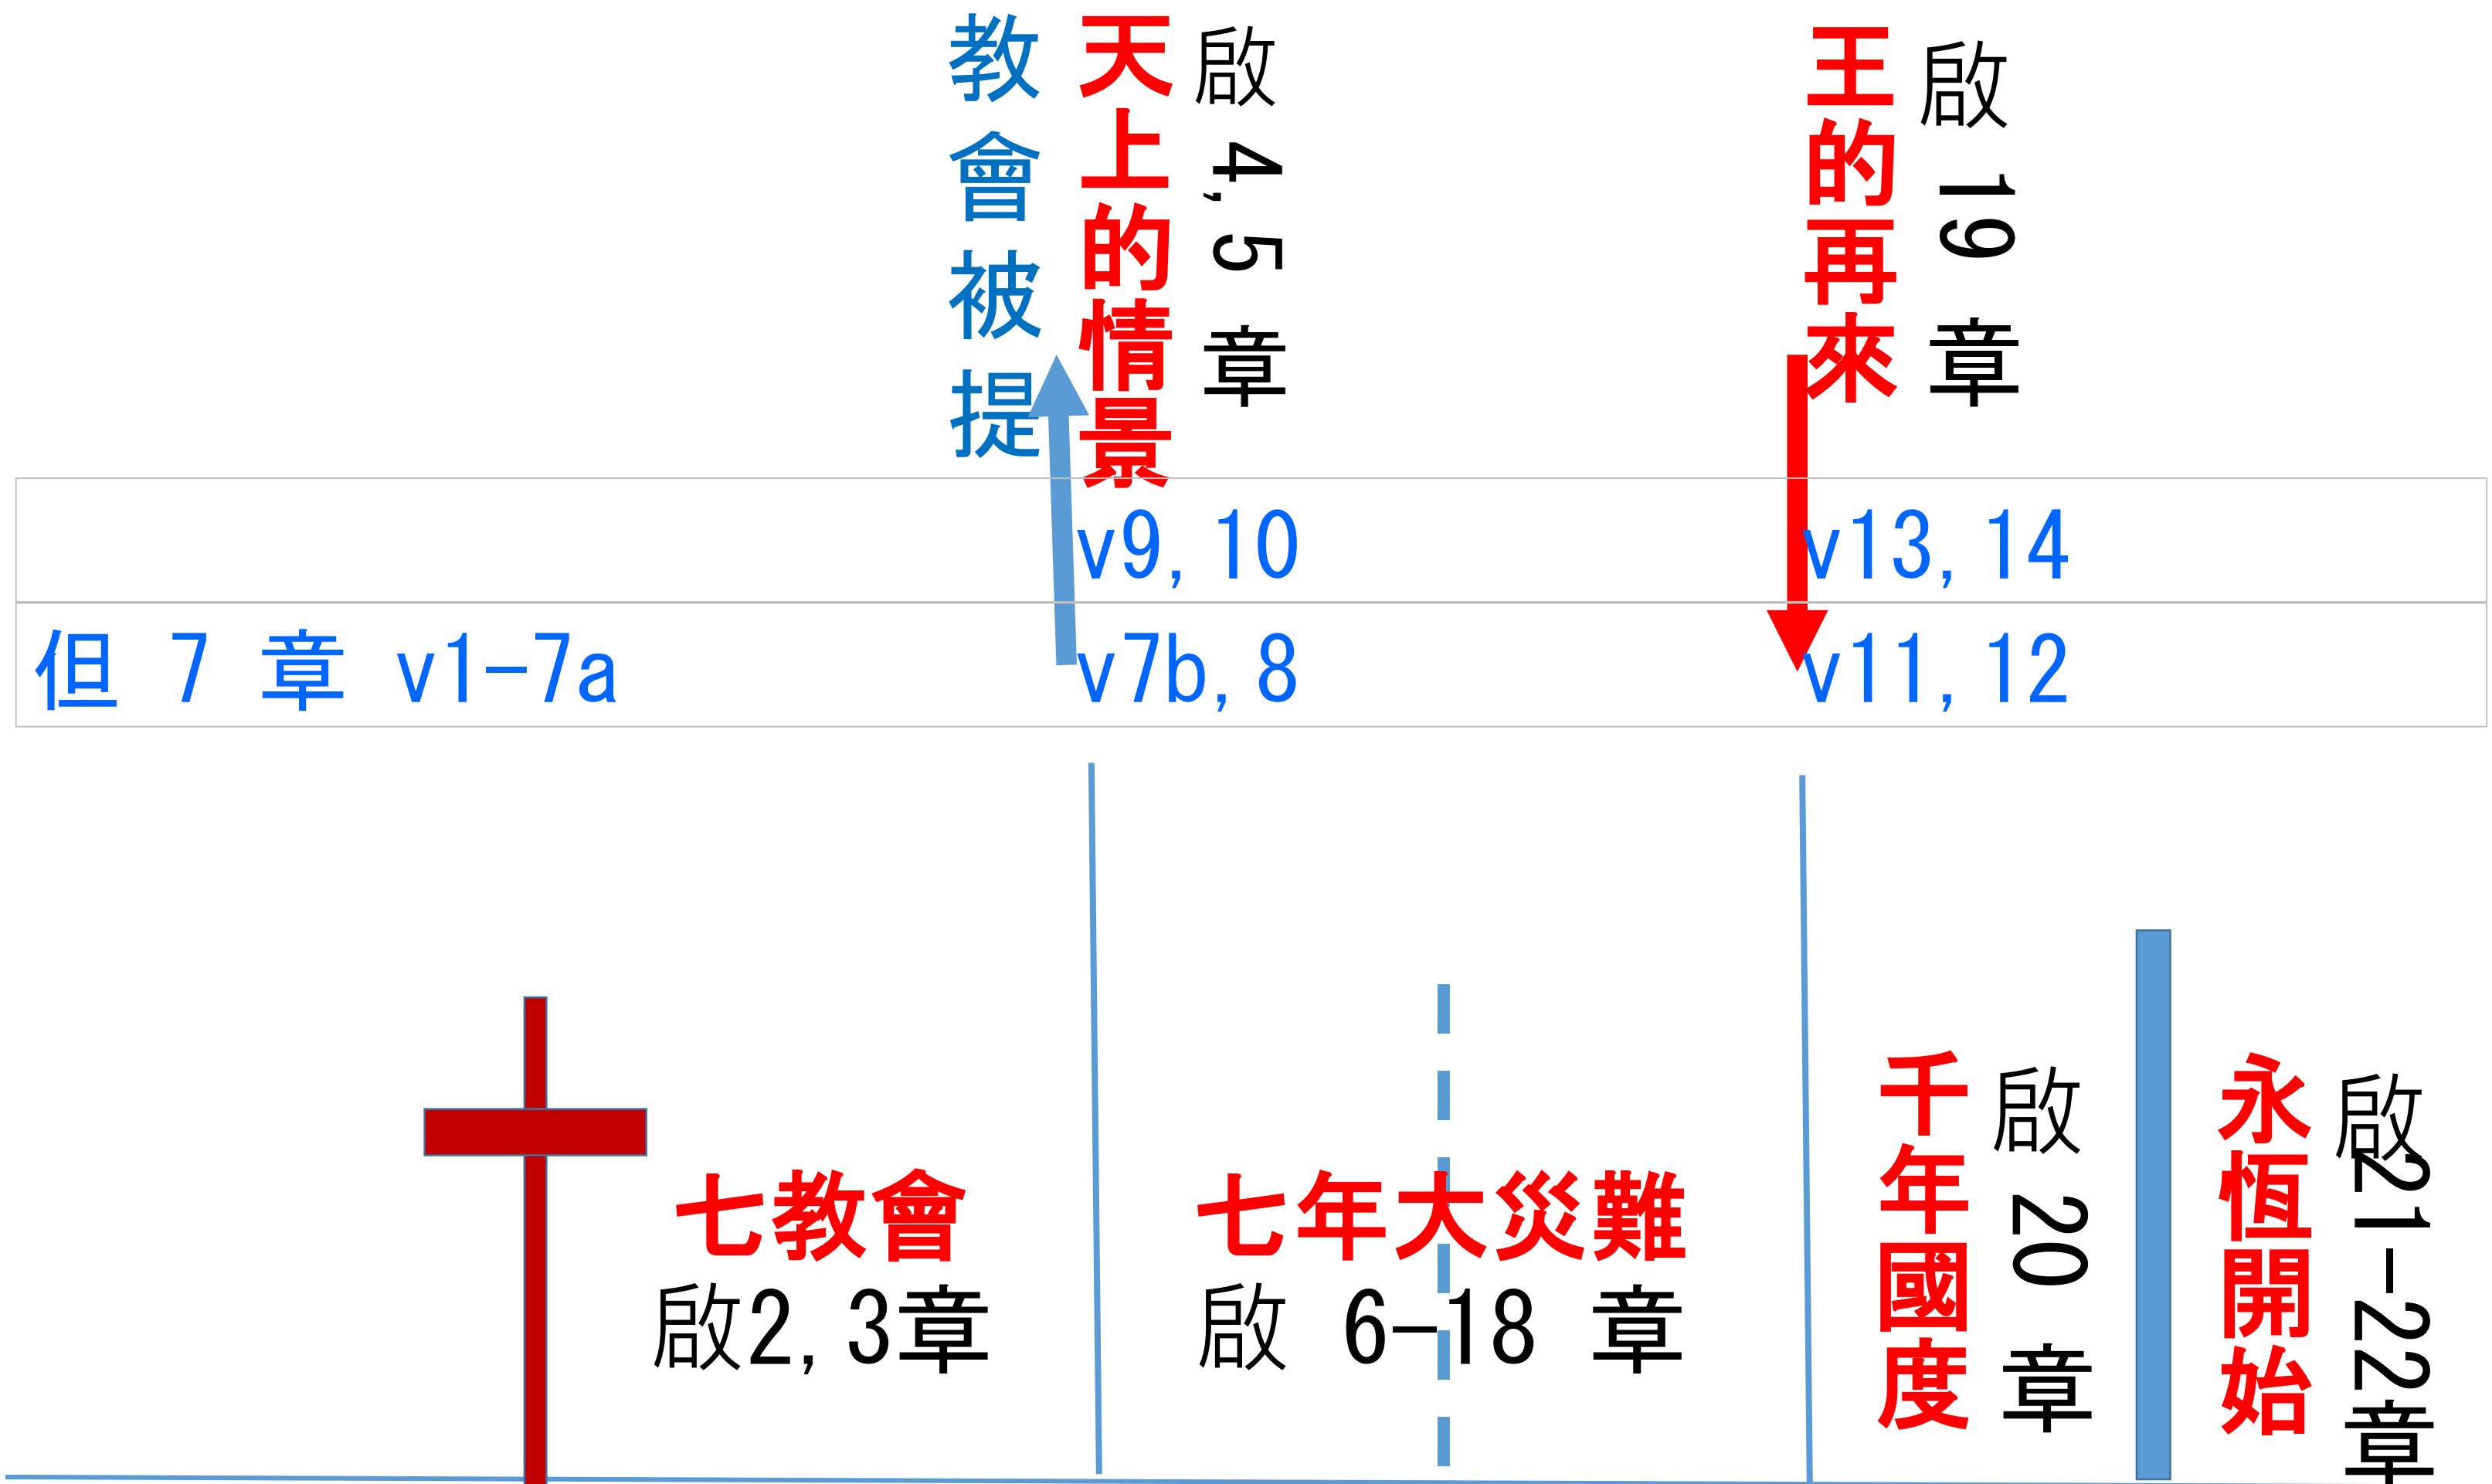 教會被提
天上的情景
啟 4, 5 章
王的再來
啟 19 章
v9, 10
v13, 14
但 7 章 v1-7a
v7b, 8
v11, 12
七教會
啟2, 3章
七年大災難
啟 6-18 章
千年國度
啟 20 章
永恒開始
啟21-22章